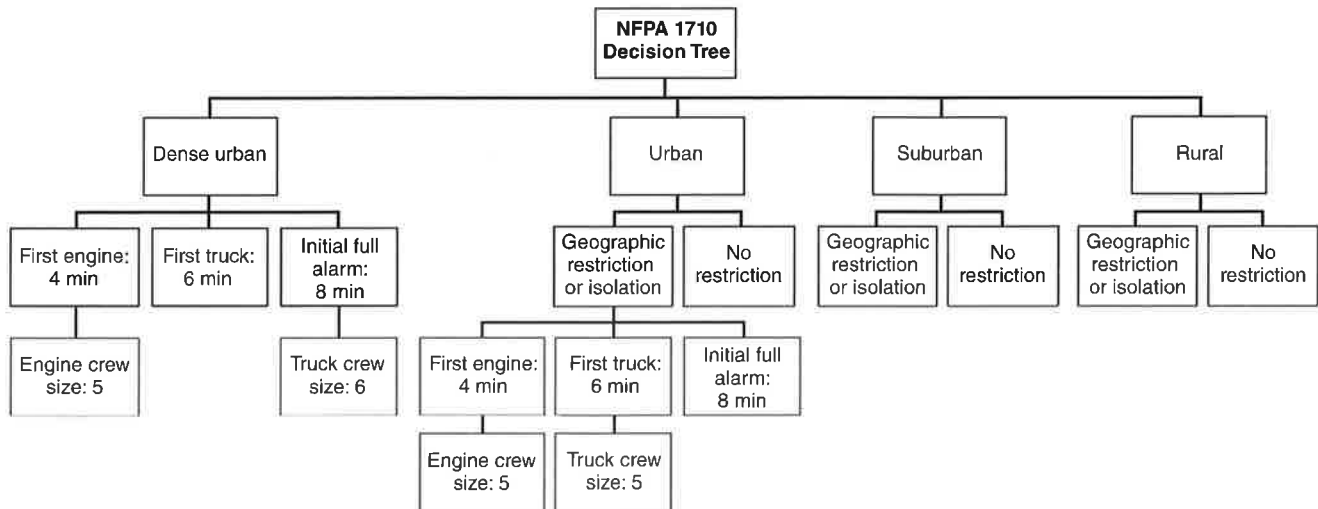 NFPA 1710
Decision Tree
Dense urban
Urban
Suburban
Rural
First engine:
4 min
First truck:
6 min
Initial full
alarm:
8 min
Geographic
restriction
or isolation
No
restriction
Geographic
restriction
or isolation
No
restriction
Geographic
restriction
or isolation
No
restriction
Engine crew
size: 5
Truck crew
size: 6
First engine:
4 min
First truck:
6 min
Initial full
alarm:
8 min
Engine crew
size: 5
Truck crew
size: 5